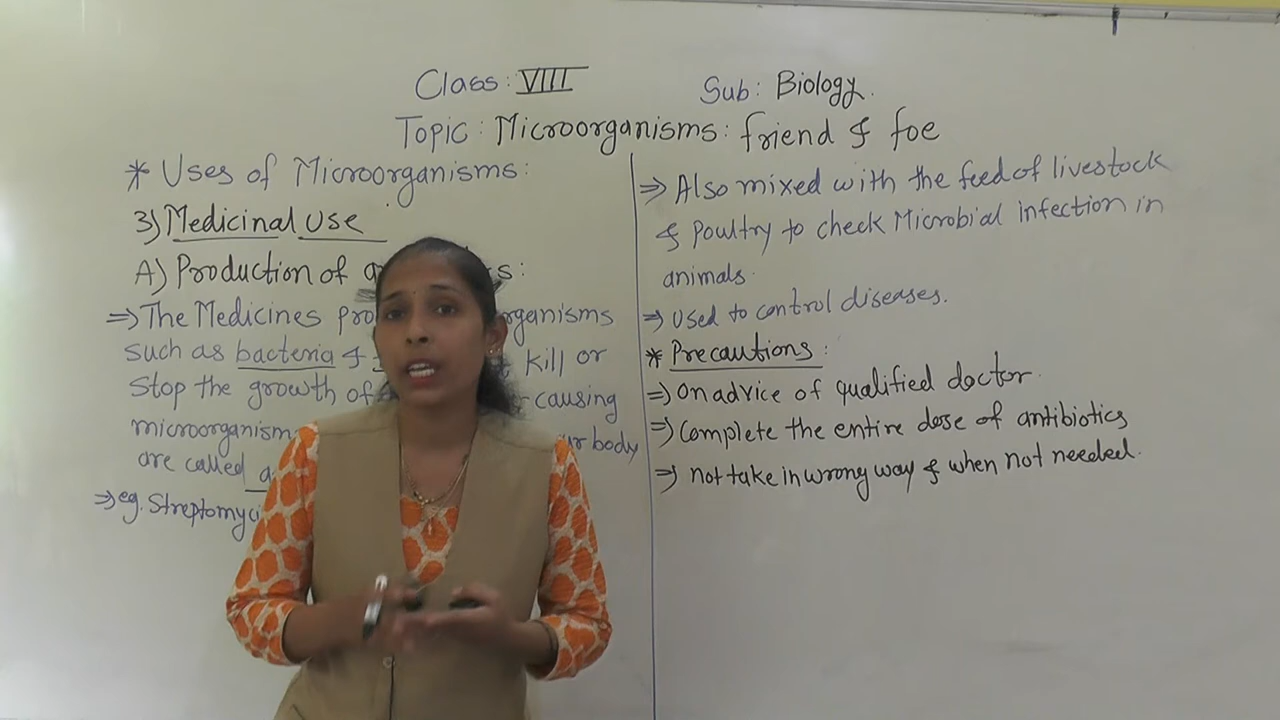 Class: VIII
Sub: Biology.
Topic: Microorganisms: friend & foe
* Uses of Microorganisms:
3) Medicinal Use
A) Production of
⇒ The Medicines
such as bacteria & kill or
Stop the growth of causing
microorganism body
are called
⇒ eg.
⇒ Also mixed with the feed of livestock
& Poultry to check Microbial infection in
animals.
⇒ Used to control diseases.
* Precautions:
⇒ On advice of qualified doctor.
⇒ Complete the entire dose of antibiotics
⇒ not take in wrong way & when not needed.